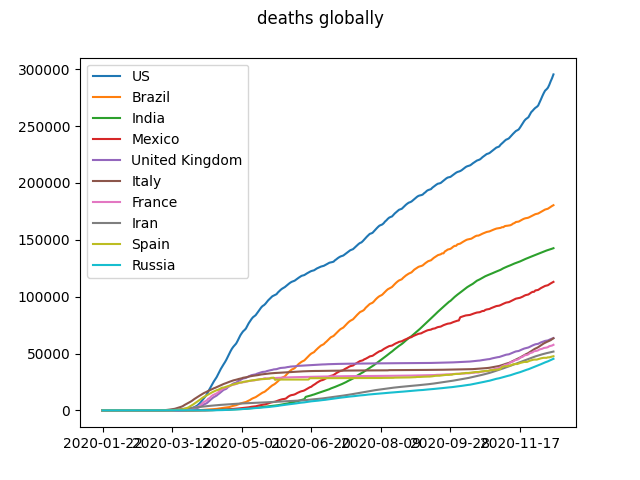 deaths globally
300000
250000
200000
150000
100000
50000
0
US
Brazil
India
Mexico
United Kingdom
Italy
France
Iran
Spain
Russia
2020-01-22 2020-03-12 2020-05-01 2020-06-20 2020-08-09 2020-09-28 2020-11-17